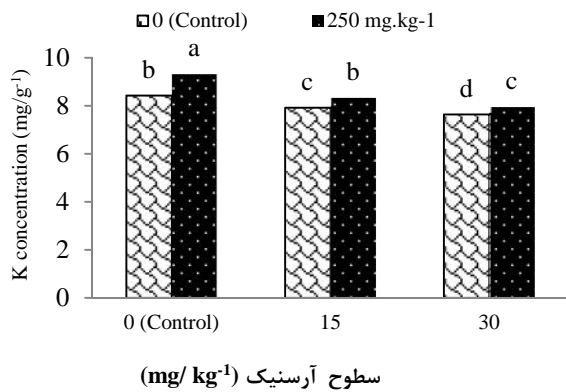 0 (Control) 250 mg.kg-1
K concentration (mg/g⁻¹)
10
8
6
4
2
0
b a c b d c
0 (Control) 15 30
سطوح آرسنیک (mg/ kg⁻¹)